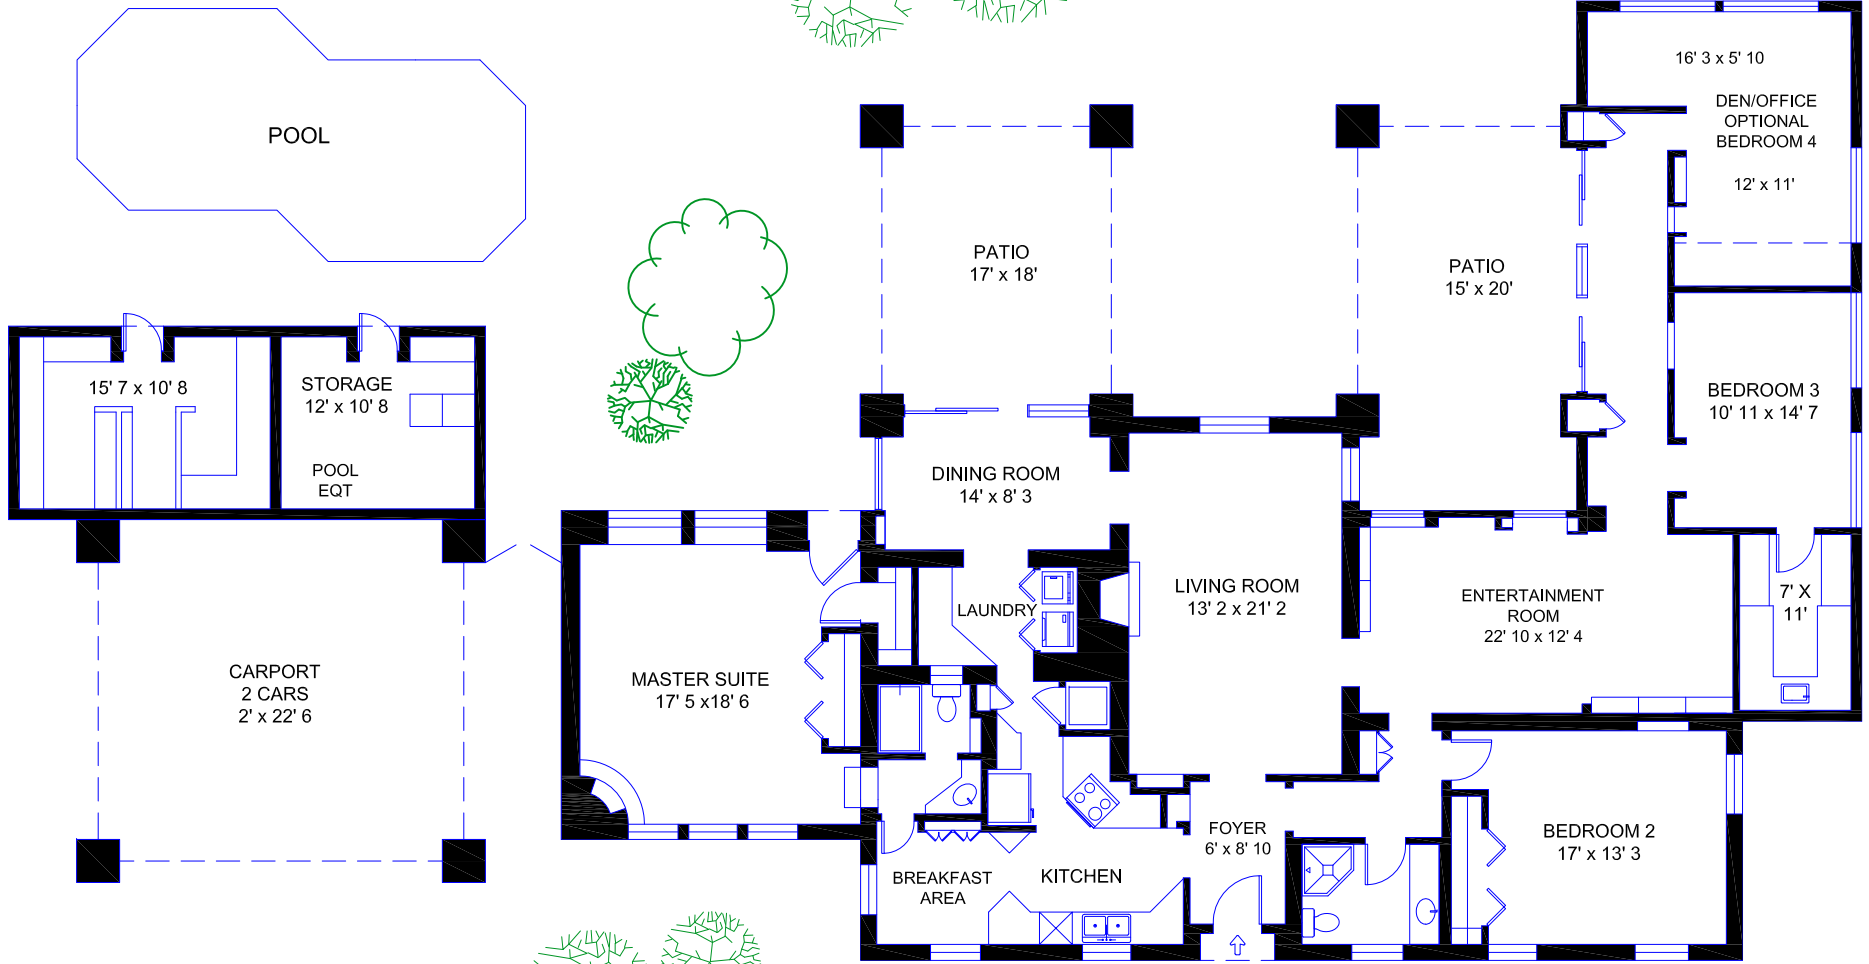 POOL
16' 3 x 5' 10
DEN/OFFICE
OPTIONAL
BEDROOM 4
12' x 11'
PATIO
17' x 18'
PATIO
15' x 20'
15' 7 x 10' 8
STORAGE
12' x 10' 8
POOL
EQT
BEDROOM 3
10' 11 x 14' 7
DINING ROOM
14' x 8' 3
LIVING ROOM
13' 2 x 21' 2
LAUNDRY
ENTERTAINMENT
ROOM
22' 10 x 12' 4
7' X
11'
CARPORT
2 CARS
2' x 22' 6
MASTER SUITE
17' 5 x18' 6
FOYER
6' x 8' 10
BEDROOM 2
17' x 13' 3
BREAKFAST
AREA
KITCHEN